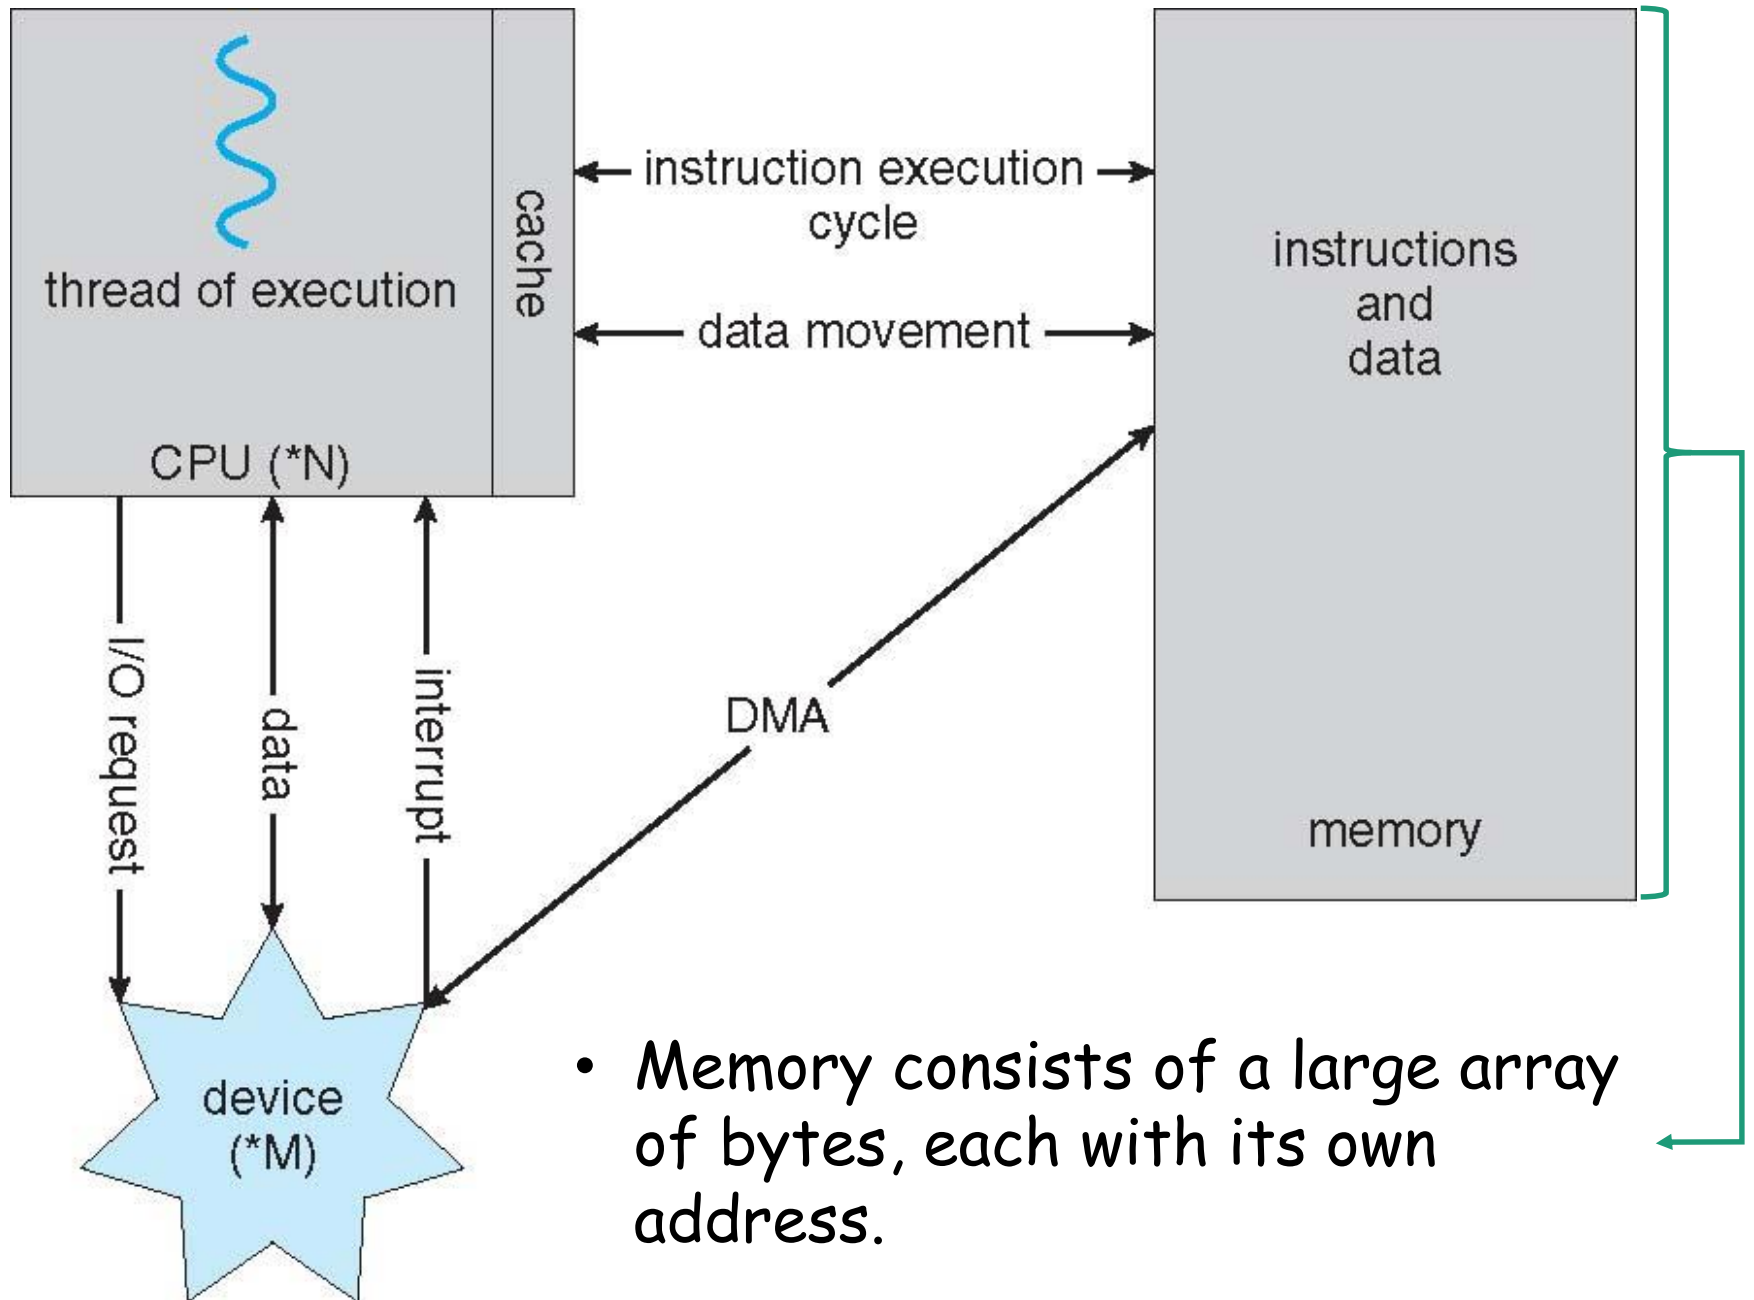 thread of execution
CPU (*N)
cache
instruction execution
cycle
data movement
instructions
and
data
memory
I/O request
data
interrupt
DMA
device
(*M)
• Memory consists of a large array
of bytes, each with its own
address.